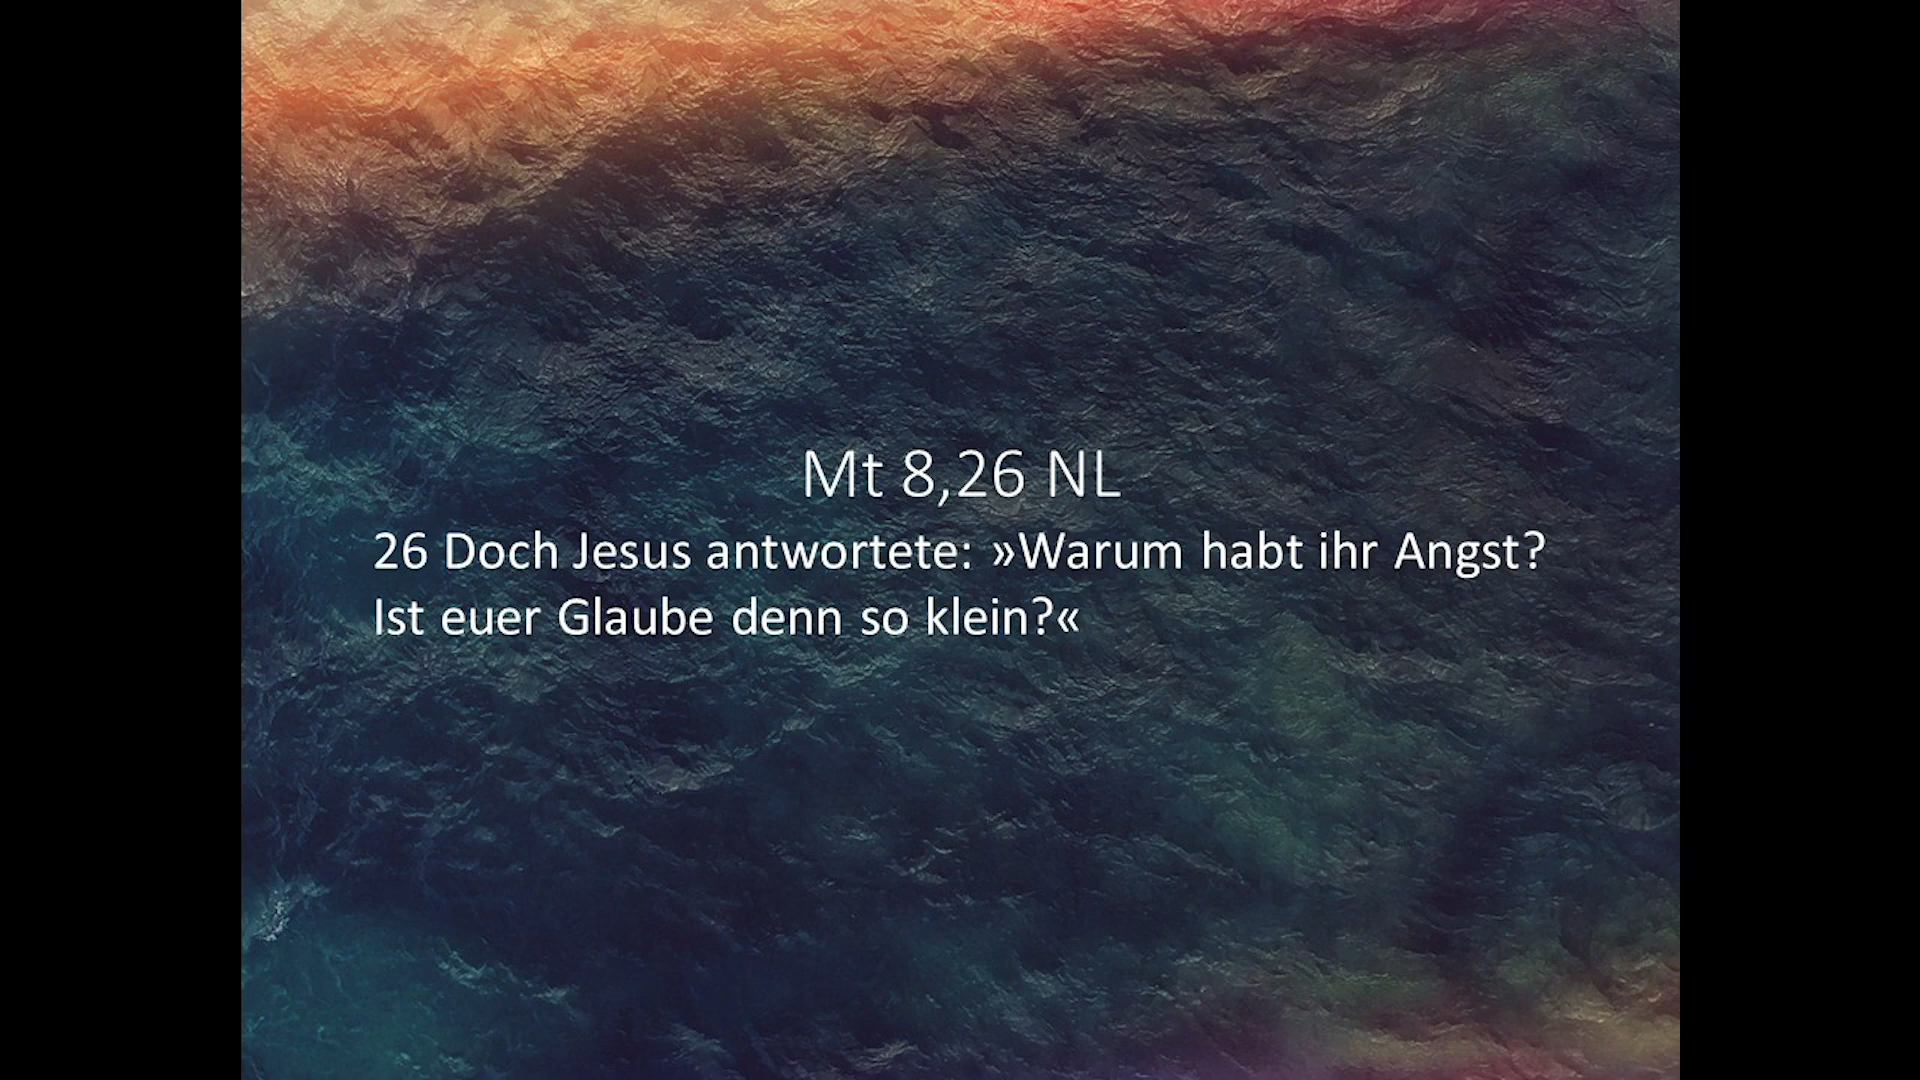 Mt 8,26 NL
26 Doch Jesus antwortete: »Warum habt ihr Angst?
Ist euer Glaube denn so klein?«